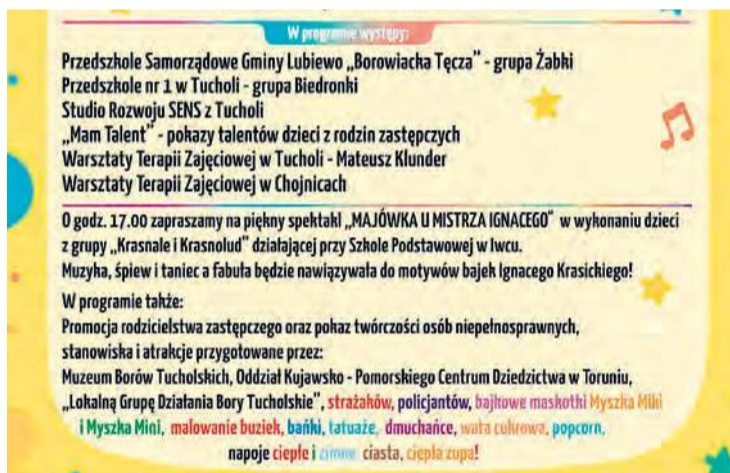 W programie występy:
Przedszkole Samorządowe Gminy Lubiewo „Borowiacka Tęcza” - grupa Żabki
Przedszkole nr 1 w Tucholi - grupa Biedronki
Studio Rozwoju SENS z Tucholi
„Mam Talent” - pokazy talentów dzieci z rodzin zastępczych
Warsztaty Terapii Zajęciowej w Tucholi - Mateusz Klunder
Warsztaty Terapii Zajęciowej w Chojnicach
O godz. 17.00 zapraszamy na piękny spektakl „MAJÓWKA U MISTRZA IGNACEGO” w wykonaniu dzieci
z grupy „Krasnale i Krasnolud” działającej przy Szkole Podstawowej w Iwcu.
Muzyka, śpiew i taniec a fabuła będzie nawiązywała do motywów bajek Ignacego Krasickiego!
W programie także:
Promocja rodzicielstwa zastępczego oraz pokaz twórczości osób niepełnosprawnych,
stanowiska i atrakcje przygotowane przez:
Muzeum Borów Tucholskich, Oddział Kujawsko - Pomorskiego Centrum Dziedzictwa w Toruniu,
„Lokalną Grupę Działania Bory Tucholskie”, strażaków, policjantów, bajkowe maskotki Myszka Miki
i Myszka Mini, malowanie buziek, bańki, tatuaże, dmuchańce, wata cukrowa, popcorn,
napoje ciepłe i zimne, ciasta, ciepła zupa!